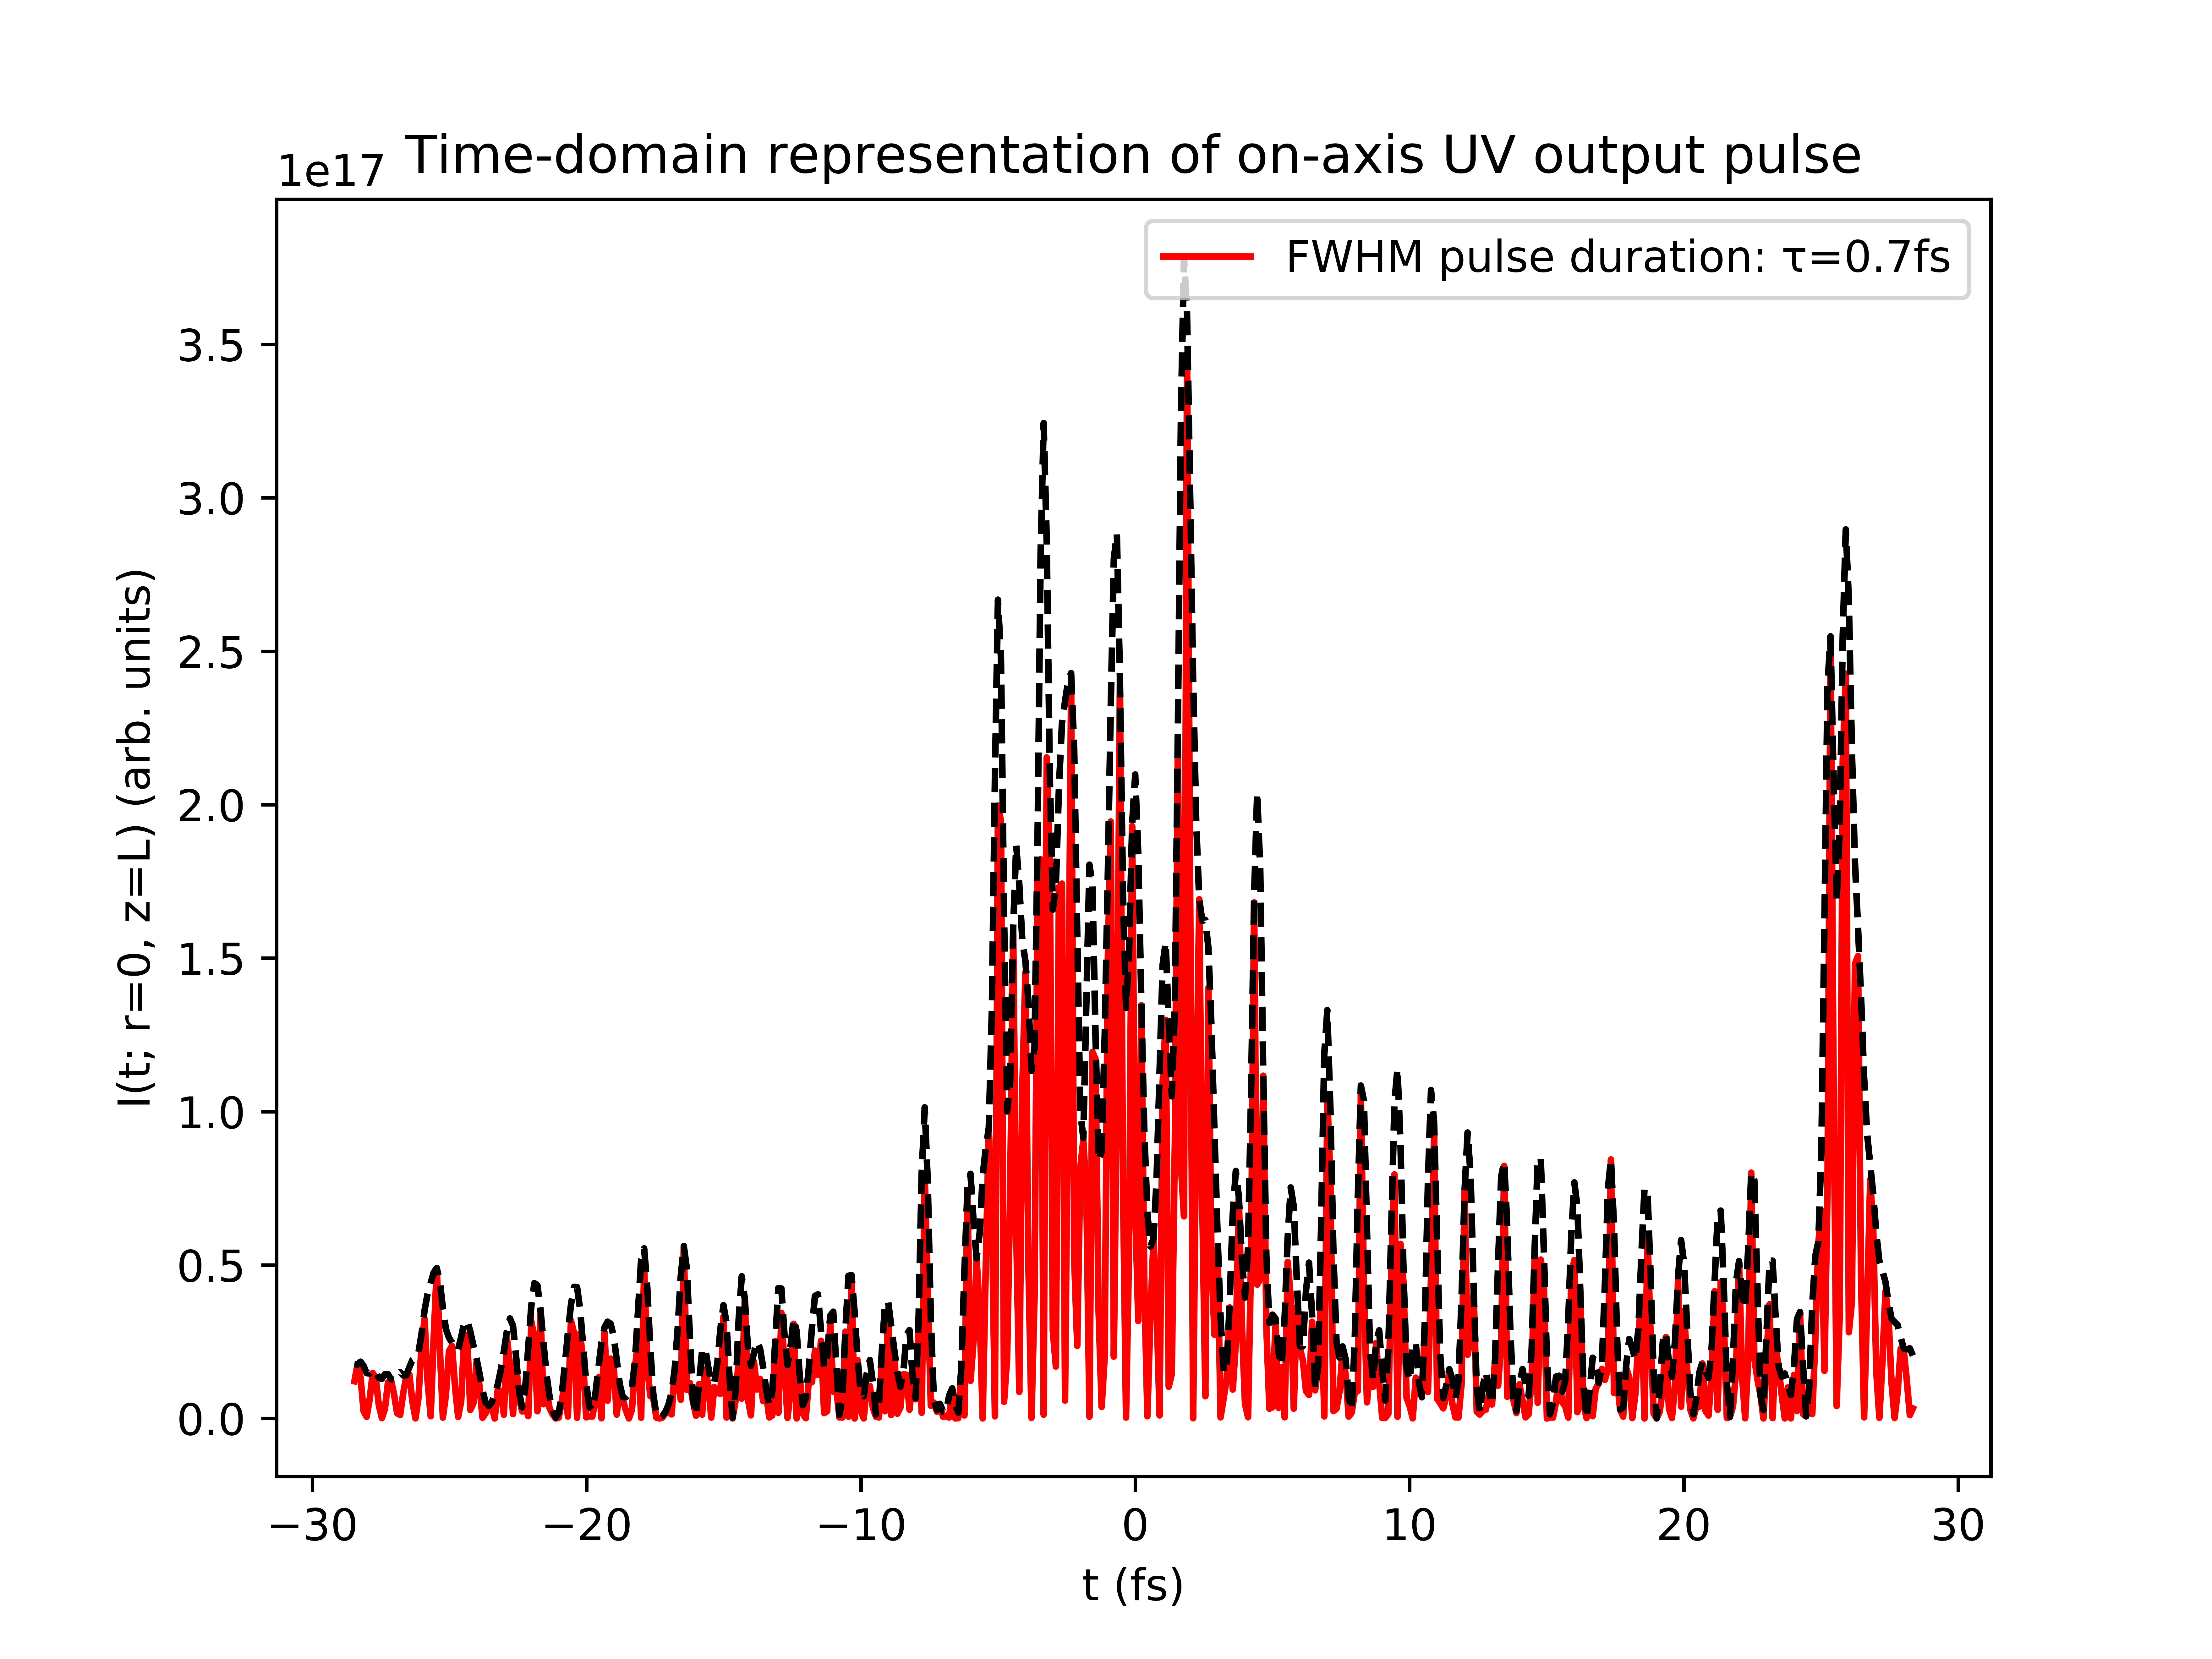 Time-domain representation of on-axis UV output pulse
1e17
FWHM pulse duration: τ=0.7fs
I(t; r=0, z=L) (arb. units)
3.5
3.0
2.5
2.0
1.5
1.0
0.5
0.0
−30 −20 −10 0 10 20 30
t (fs)